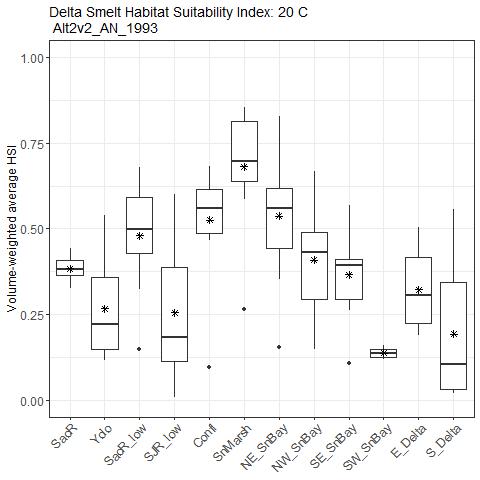 Delta Smelt Habitat Suitability Index: 20 C
Alt2v2_AN_1993
Volume-weighted average HSI
1.00
0.75
0.50
0.25
0.00
SacR
Yolo
SacR_low
SJR_low
Confl
SnMarsh
NE_SnBay
NW_SnBay
SE_SnBay
SW_SnBay
E_Delta
S_Delta